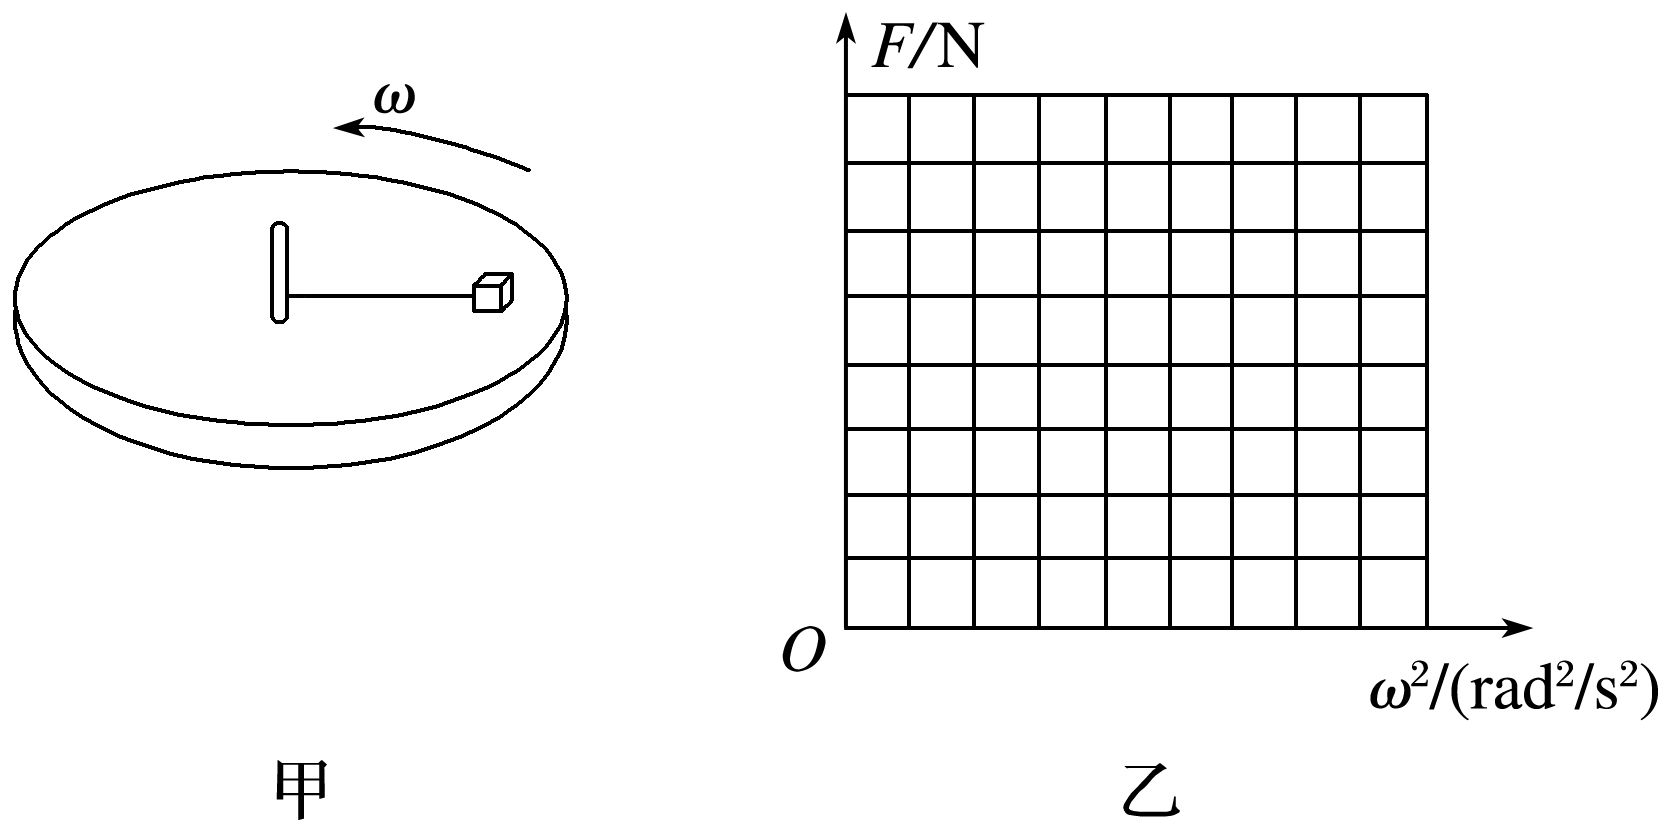 ω
F/N
O
ω²/(rad²/s²)
甲
乙